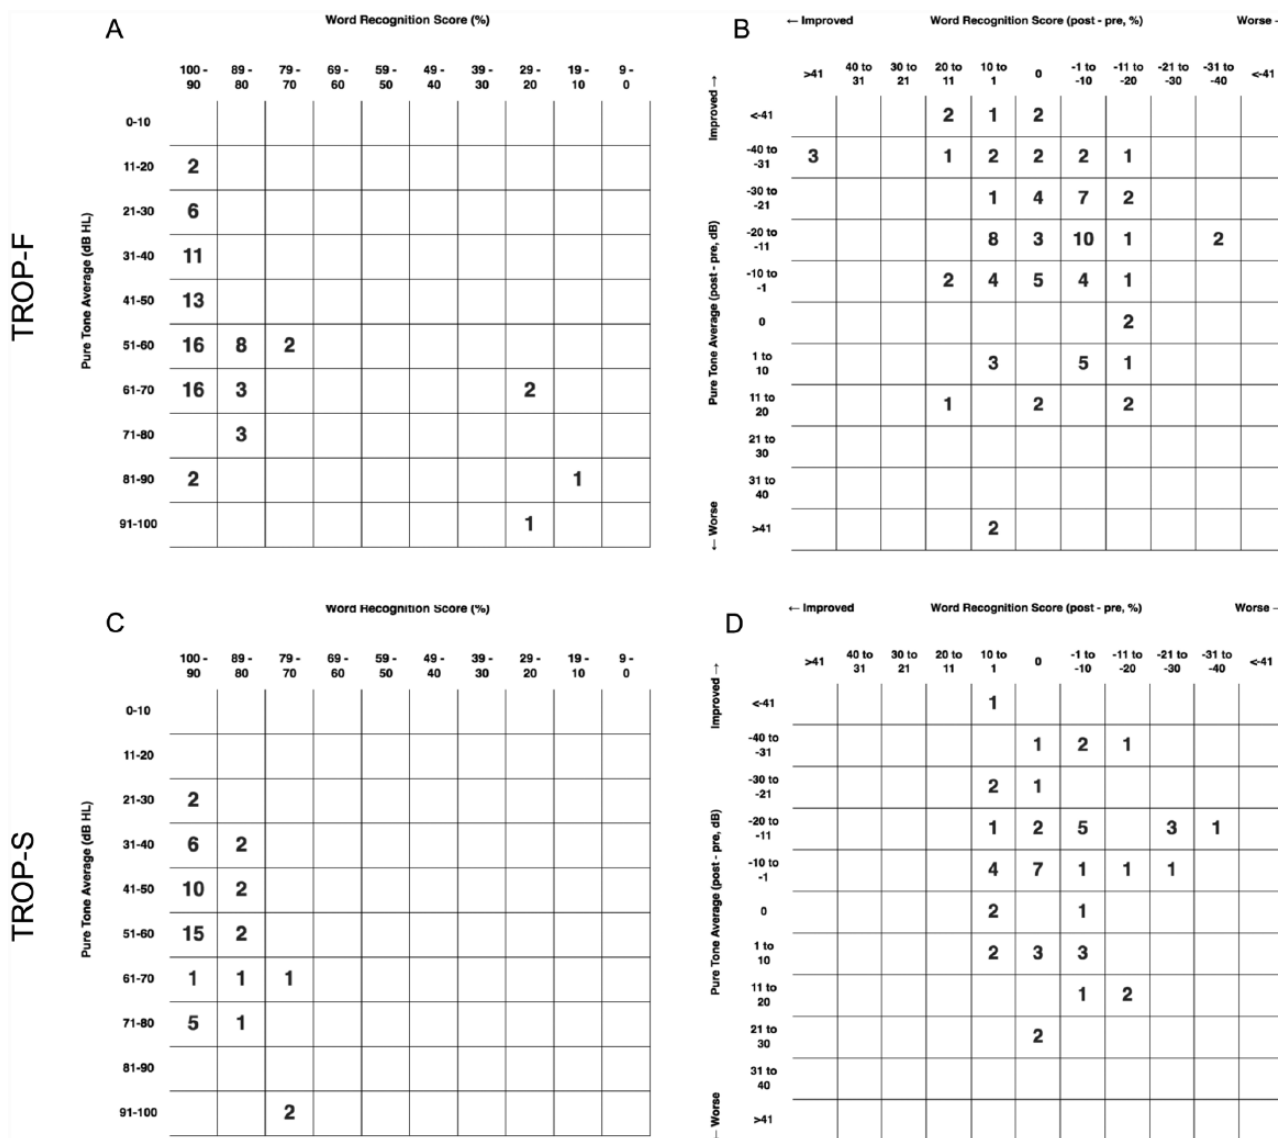 A
Word Recognition Score (%)
100 - 90 89 - 80 79 - 70 69 - 60 59 - 50 49 - 40 39 - 30 29 - 20 19 - 10 9 - 0
TROP-F
Pure Tone Average (dB HL)
0-10
11-20 2
21-30 6
31-40 11
41-50 13
51-60 16 8 2
61-70 16 3 2
71-80 3
81-90 2 1
91-100 1
B
← Improved Word Recognition Score (post - pre, %) Worse -
>41 40 to 31 30 to 21 20 to 11 10 to 1 0 -1 to -10 -11 to -20 -21 to -30 -31 to -40 <-41
Improved →
Pure Tone Average (post - pre, dB)
← Worse
<-41 2 1 2
-40 to -31 3 1 2 2 2 1
-30 to -21 1 4 7 2
-20 to -11 8 3 10 1 2
-10 to -1 2 4 5 4 1
0 2
1 to 10 3 5 1
11 to 20 1 2 2
21 to 30
31 to 40
>41 2
C
Word Recognition Score (%)
100 - 90 89 - 80 79 - 70 69 - 60 59 - 50 49 - 40 39 - 30 29 - 20 19 - 10 9 - 0
TROP-S
Pure Tone Average (dB HL)
0-10
11-20
21-30 2
31-40 6 2
41-50 10 2
51-60 15 2
61-70 1 1 1
71-80 5 1
81-90
91-100 2
D
← Improved Word Recognition Score (post - pre, %) Worse -
>41 40 to 31 30 to 21 20 to 11 10 to 1 0 -1 to -10 -11 to -20 -21 to -30 -31 to -40 <-41
Improved →
Pure Tone Average (post - pre, dB)
– Worse
<-41 1
-40 to -31 1 2 1
-30 to -21 2 1
-20 to -11 1 2 5 3 1
-10 to -1 4 7 1 1 1
0 2 1
1 to 10 2 3 3
11 to 20 1 2
21 to 30 2
31 to 40
>41